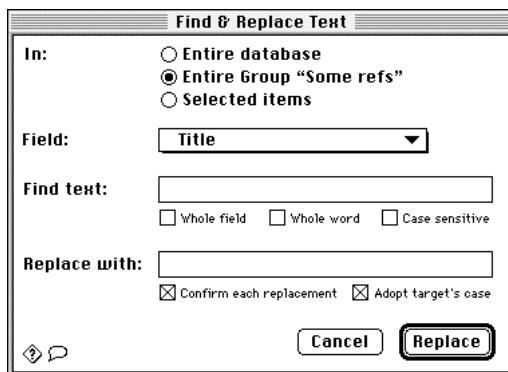 Find & Replace Text
In:
Entire database
Entire Group “Some refs”
Selected items
Field:
Title
Find text:
Whole field Whole word Case sensitive
Replace with:
Confirm each replacement Adopt target's case
Cancel Replace
?